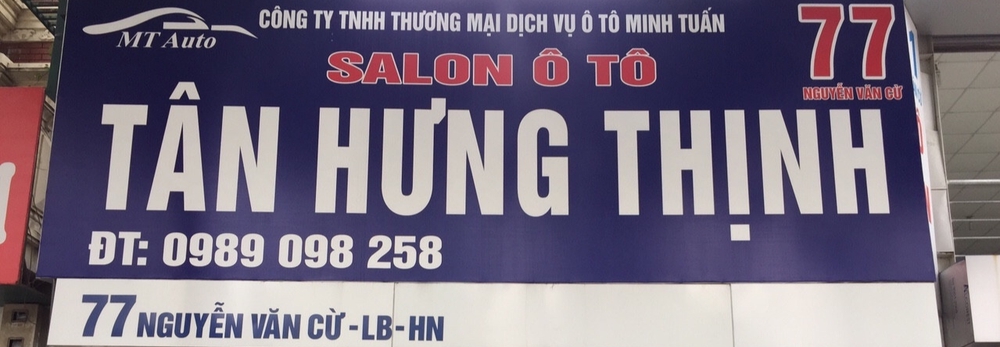 MT Auto
CÔNG TY TNHH THƯƠNG MẠI DỊCH VỤ Ô TÔ MINH TUẤN
77
NGUYỄN VĂN CỪ
SALON Ô TÔ
TÂN HƯNG THỊNH
ĐT: 0989 098 258
77 NGUYỄN VĂN CỪ -LB-HN